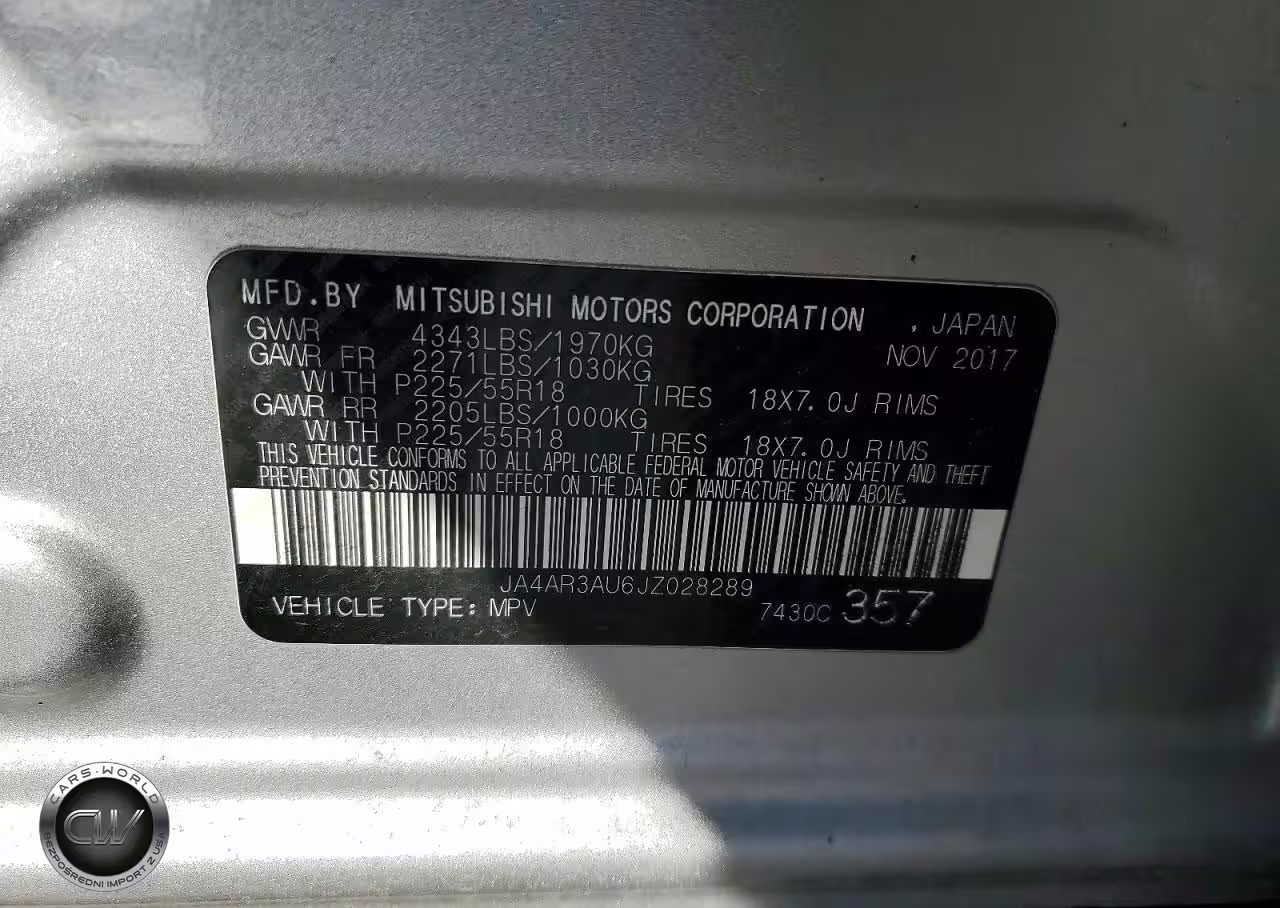 MFD.BY MITSUBISHI MOTORS CORPORATION , JAPAN
GVWR 4343LBS/1970KG NOV 2017
GAWR FR 2271LBS/1030KG
WITH P225/55R18 TIRES 18X7.0J RIMS
GAWR RR 2205LBS/1000KG
WITH P225/55R18 TIRES 18X7.0J RIMS
THIS VEHICLE CONFORMS TO ALL APPLICABLE FEDERAL MOTOR VEHICLE SAFETY AND THEFT
PREVENTION STANDARDS IN EFFECT ON THE DATE OF MANUFACTURE SHOWN ABOVE.
JA4AR3AU6JZ028289
VEHICLE TYPE: MPV 7430C 357
CARS·WORLD
CW
BEZPOŚREDNI IMPORT Z USA